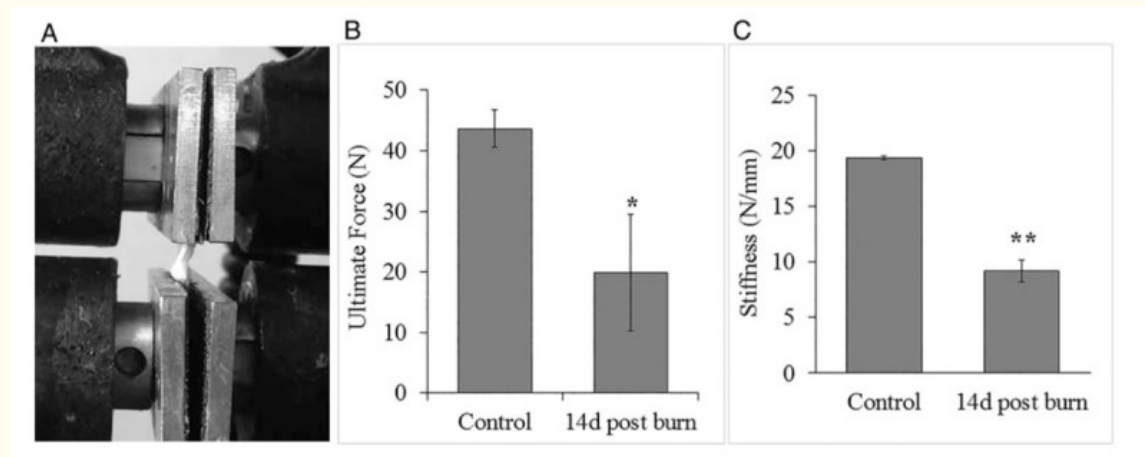 A
B
C
Ultimate Force (N)
50
40
30
20
10
0
*
Control
14d post burn
Stiffness (N/mm)
25
20
15
10
5
0
**
Control
14d post burn